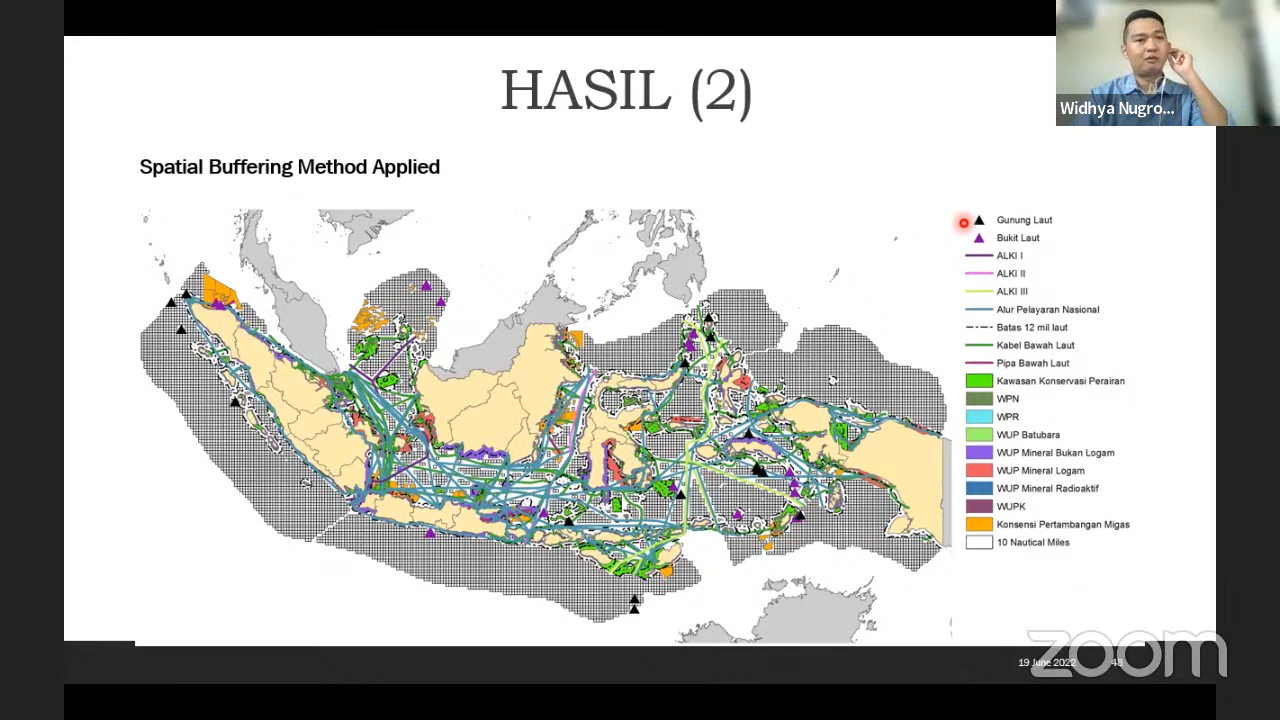 HASIL (2)
Widhya Nugro...
Spatial Buffering Method Applied
Gunung Laut
Bukit Laut
ALKI I
ALKI II
ALKI III
Alur Pelayaran Nasional
Batas 12 mil laut
Kabel Bawah Laut
Pipa Bawah Laut
Kawasan Konservasi Perairan
WPN
WPR
WUP Batubara
WUP Mineral Bukan Logam
WUP Mineral Logam
WUP Mineral Radioaktif
WUPK
Konsensi Pertambangan Migas
10 Nautical Miles
zoom
19 June 2022 48